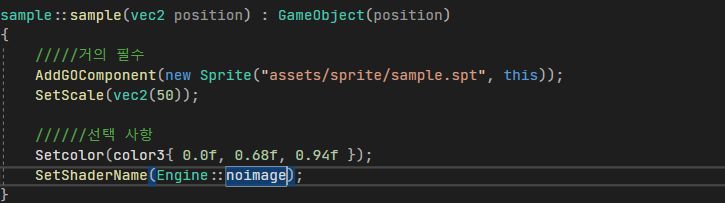 sample::sample(vec2 position) : GameObject(position)
{
/////거의 필수
AddGOComponent(new Sprite("assets/sprite/sample.spt", this));
SetScale(vec2(50));
//////선택 사항
Setcolor(color3{ 0.0f, 0.68f, 0.94f });
SetShaderName(Engine::noimage);
}